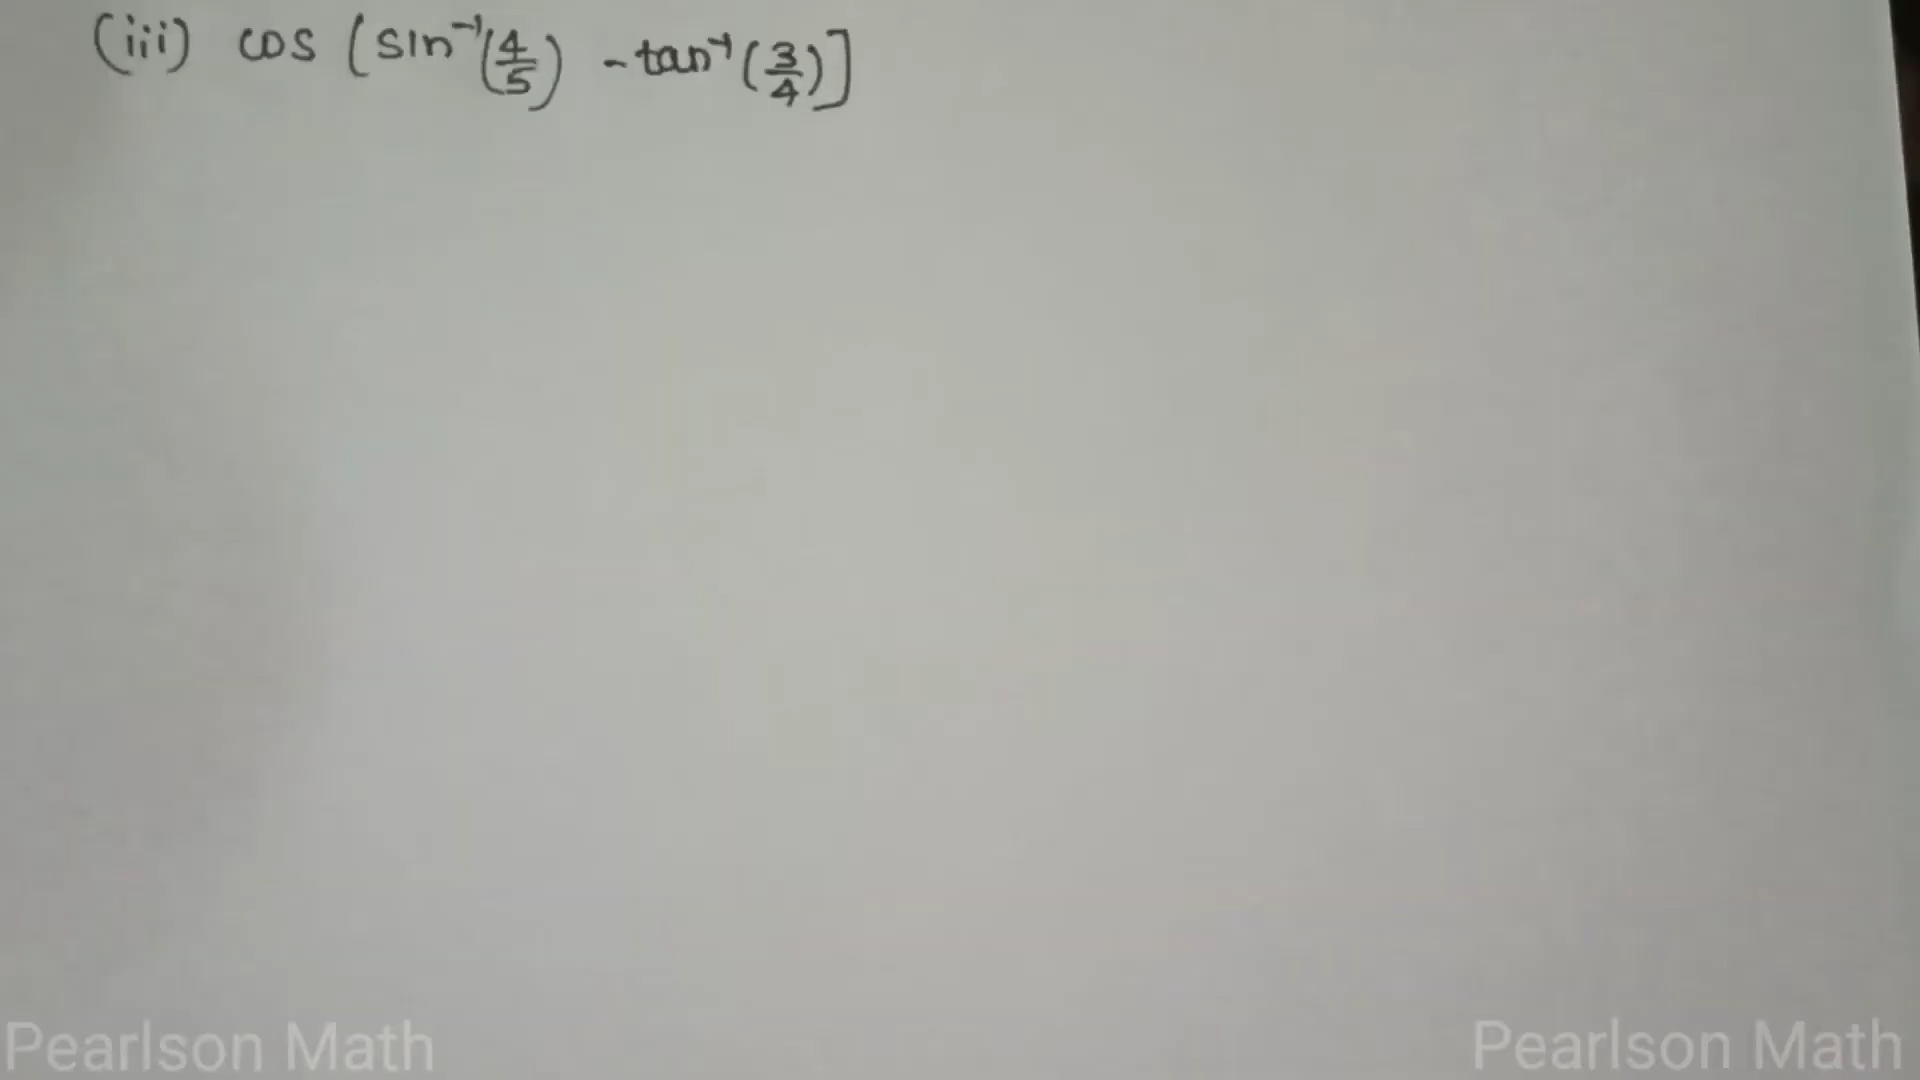 (iii) cos (sin⁻¹(4/5) - tan⁻¹(3/4)]
Pearlson Math
Pearlson Math